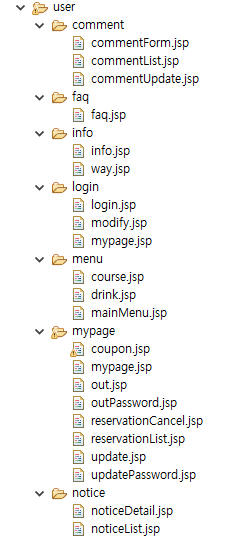 user
comment
commentForm.jsp
commentList.jsp
commentUpdate.jsp
faq
faq.jsp
info
info.jsp
way.jsp
login
login.jsp
modify.jsp
mypage.jsp
menu
course.jsp
drink.jsp
mainMenu.jsp
mypage
coupon.jsp
mypage.jsp
out.jsp
outPassword.jsp
reservationCancel.jsp
reservationList.jsp
update.jsp
updatePassword.jsp
notice
noticeDetail.jsp
noticeList.jsp